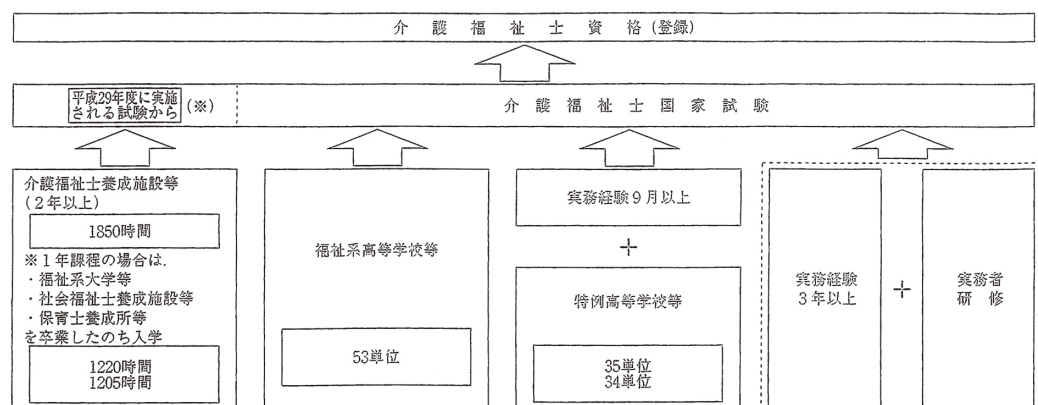 介護福祉士資格(登録)
平成29年度に実施
される試験から
(※)
介護福祉士国家試験
介護福祉士養成施設等
(2年以上)
1850時間
※1年課程の場合は.
・福祉系大学等
・社会福祉士養成施設等
・保育士養成所等
を卒業したのち入学
1220時間
1205時間
福祉系高等学校等
53単位
実務経験9月以上
+
特例高等学校等
35単位
34単位
実務経験
3年以上
+
実務者
研修